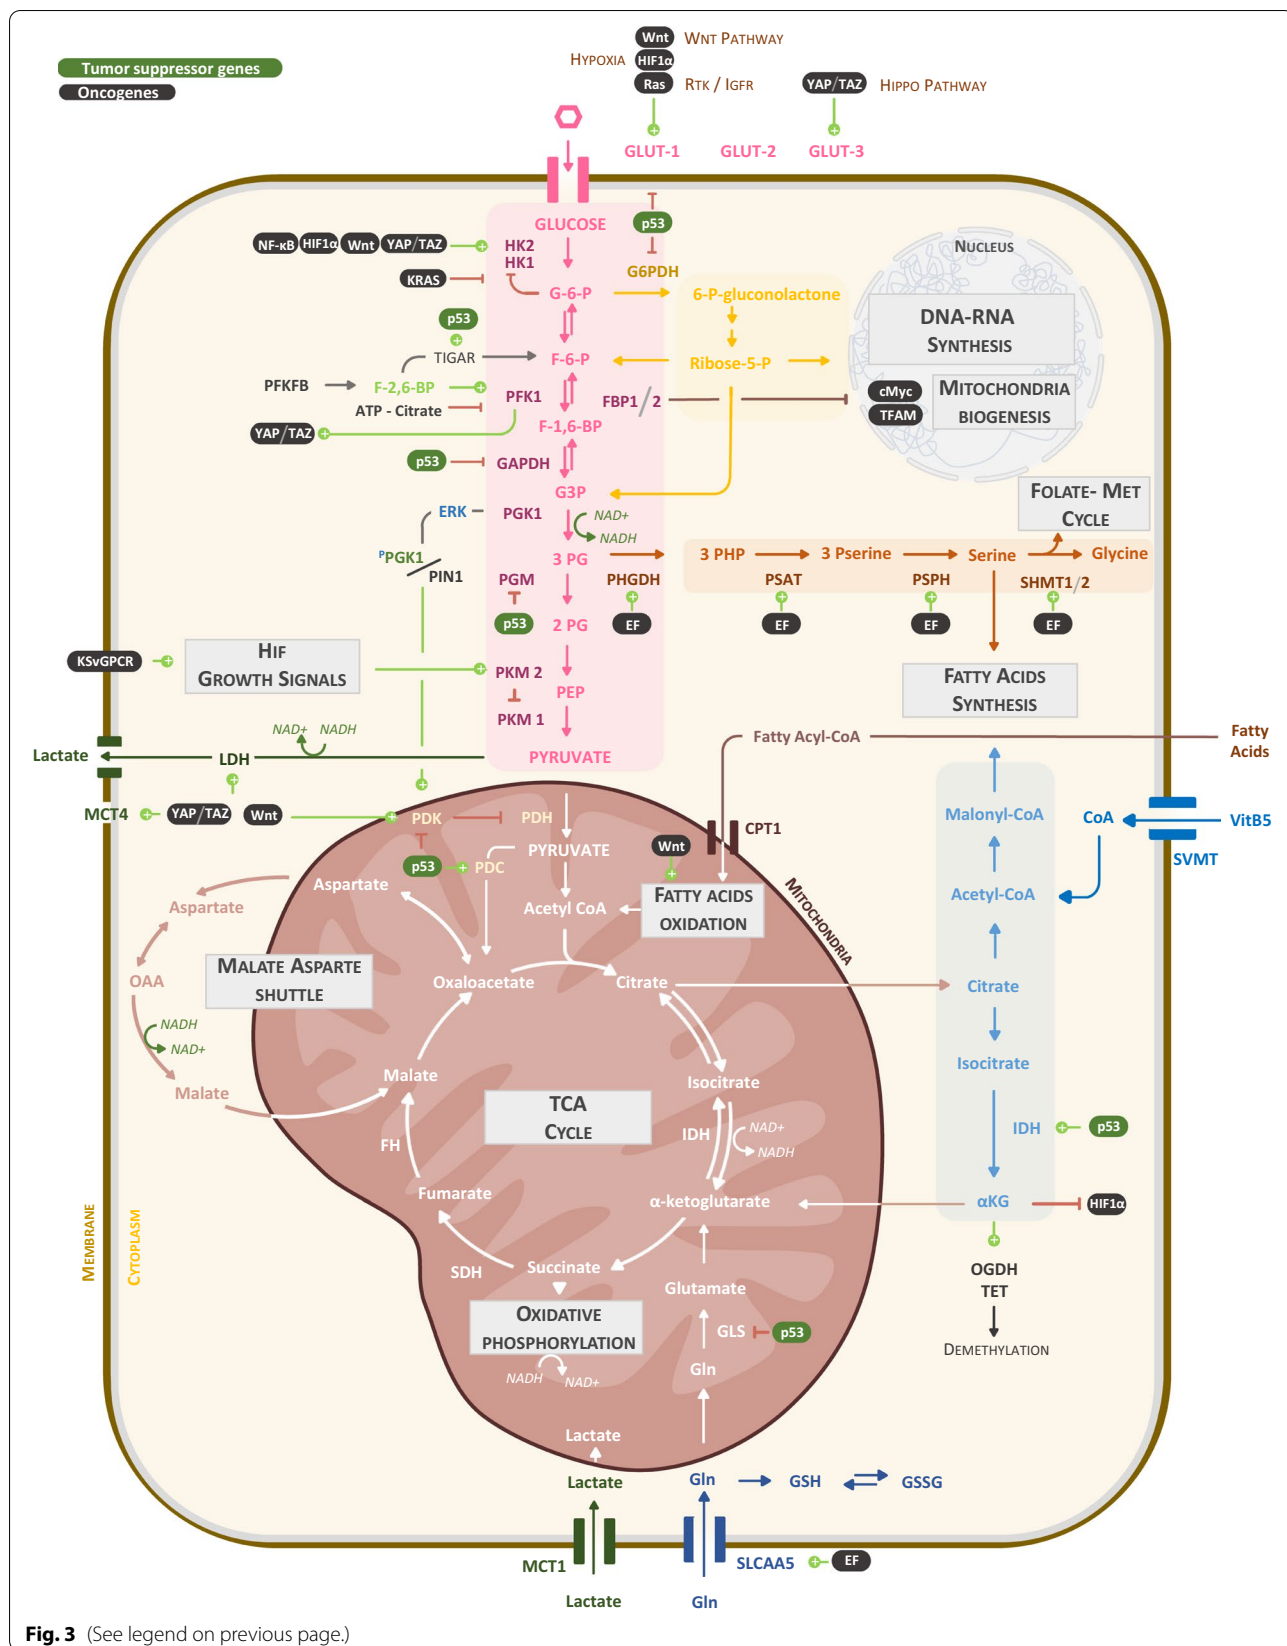 Wnt WNT PATHWAY
HYPOXIA HIF1α
Ras RTK / IGFR
YAP/TAZ HIPPO PATHWAY
Tumor suppressor genes
Oncogenes
GLUT-1 GLUT-2 GLUT-3
p53
GLUCOSE
NF-κB HIF1α Wnt YAP/TAZ
HK2
HK1
KRAS
G6PDH
G-6-P
6-P-gluconolactone
NUCLEUS
DNA-RNA
SYNTHESIS
p53
TIGAR
F-6-P
Ribose-5-P
PFKFB
F-2,6-BP
ATP - Citrate
PFK1
FBP1/2
cMyc
TFAM
MITOCHONDRIA
BIOGENESIS
YAP/TAZ
F-1,6-BP
p53
GAPDH
G3P
FOLATE- MET
CYCLE
ERK
PGK1
NAD+
NADH
PPGK1
PIN1
3 PG
3 PHP 3 Pserine Serine Glycine
PGM
PHGDH PSAT PSPH SHMT1/2
p53
2 PG
EF EF EF EF
KSvGPCR
HIF
GROWTH SIGNALS
PKM 2
PEP
PKM 1
FATTY ACIDS
SYNTHESIS
NAD+ NADH
Lactate
LDH
PYRUVATE
Fatty Acyl-CoA
Fatty
Acids
MCT4
YAP/TAZ
Wnt
PDK
PDH
CPT1
Malonyl-CoA
CoA
VitB5
SVMT
p53
PDC
PYRUVATE
Wnt
MITOCHONDRIA
Aspartate
Aspartate
Acetyl CoA
FATTY ACIDS
OXIDATION
Acetyl-CoA
OAA
MALATE ASPARTE
SHUTTLE
Oxaloacetate
Citrate
Citrate
NADH
NAD+
Malate
Malate
Isocitrate
Isocitrate
TCA
CYCLE
FH
IDH
NAD+
NADH
IDH
p53
Fumarate
α-ketoglutarate
αKG
HIF1α
MEMBRANE
CYTOPLASM
SDH
Succinate
Glutamate
OGDH
TET
OXIDATIVE
PHOSPHORYLATION
GLS
p53
DEMETHYLATION
NADH
NAD+
Gln
Lactate
Lactate
Gln
GSH
GSSG
MCT1
SLCAA5
EF
Lactate
Gln
Fig. 3 (See legend on previous page.)